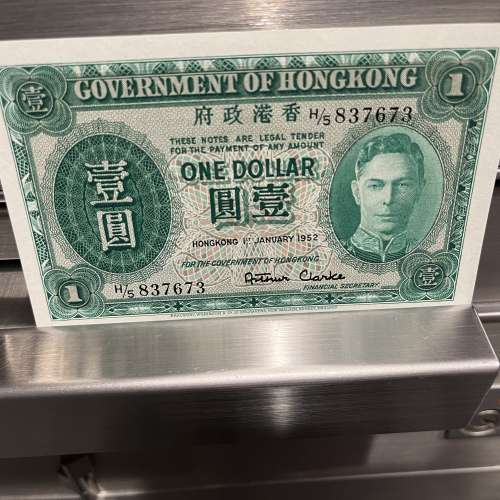 壹
GOVERNMENT OF HONGKONG
1
府政港香
H/5 837673
THESE NOTES ARE LEGAL TENDER
FOR THE PAYMENT OF ANY AMOUNT
ONE DOLLAR
圓壹
壹圓
HONGKONG 1ST JANUARY 1952
FOR THE GOVERNMENT OF HONGKONG
H/5 837673
Arthur Clarke
FINANCIAL SECRETARY
1
壹